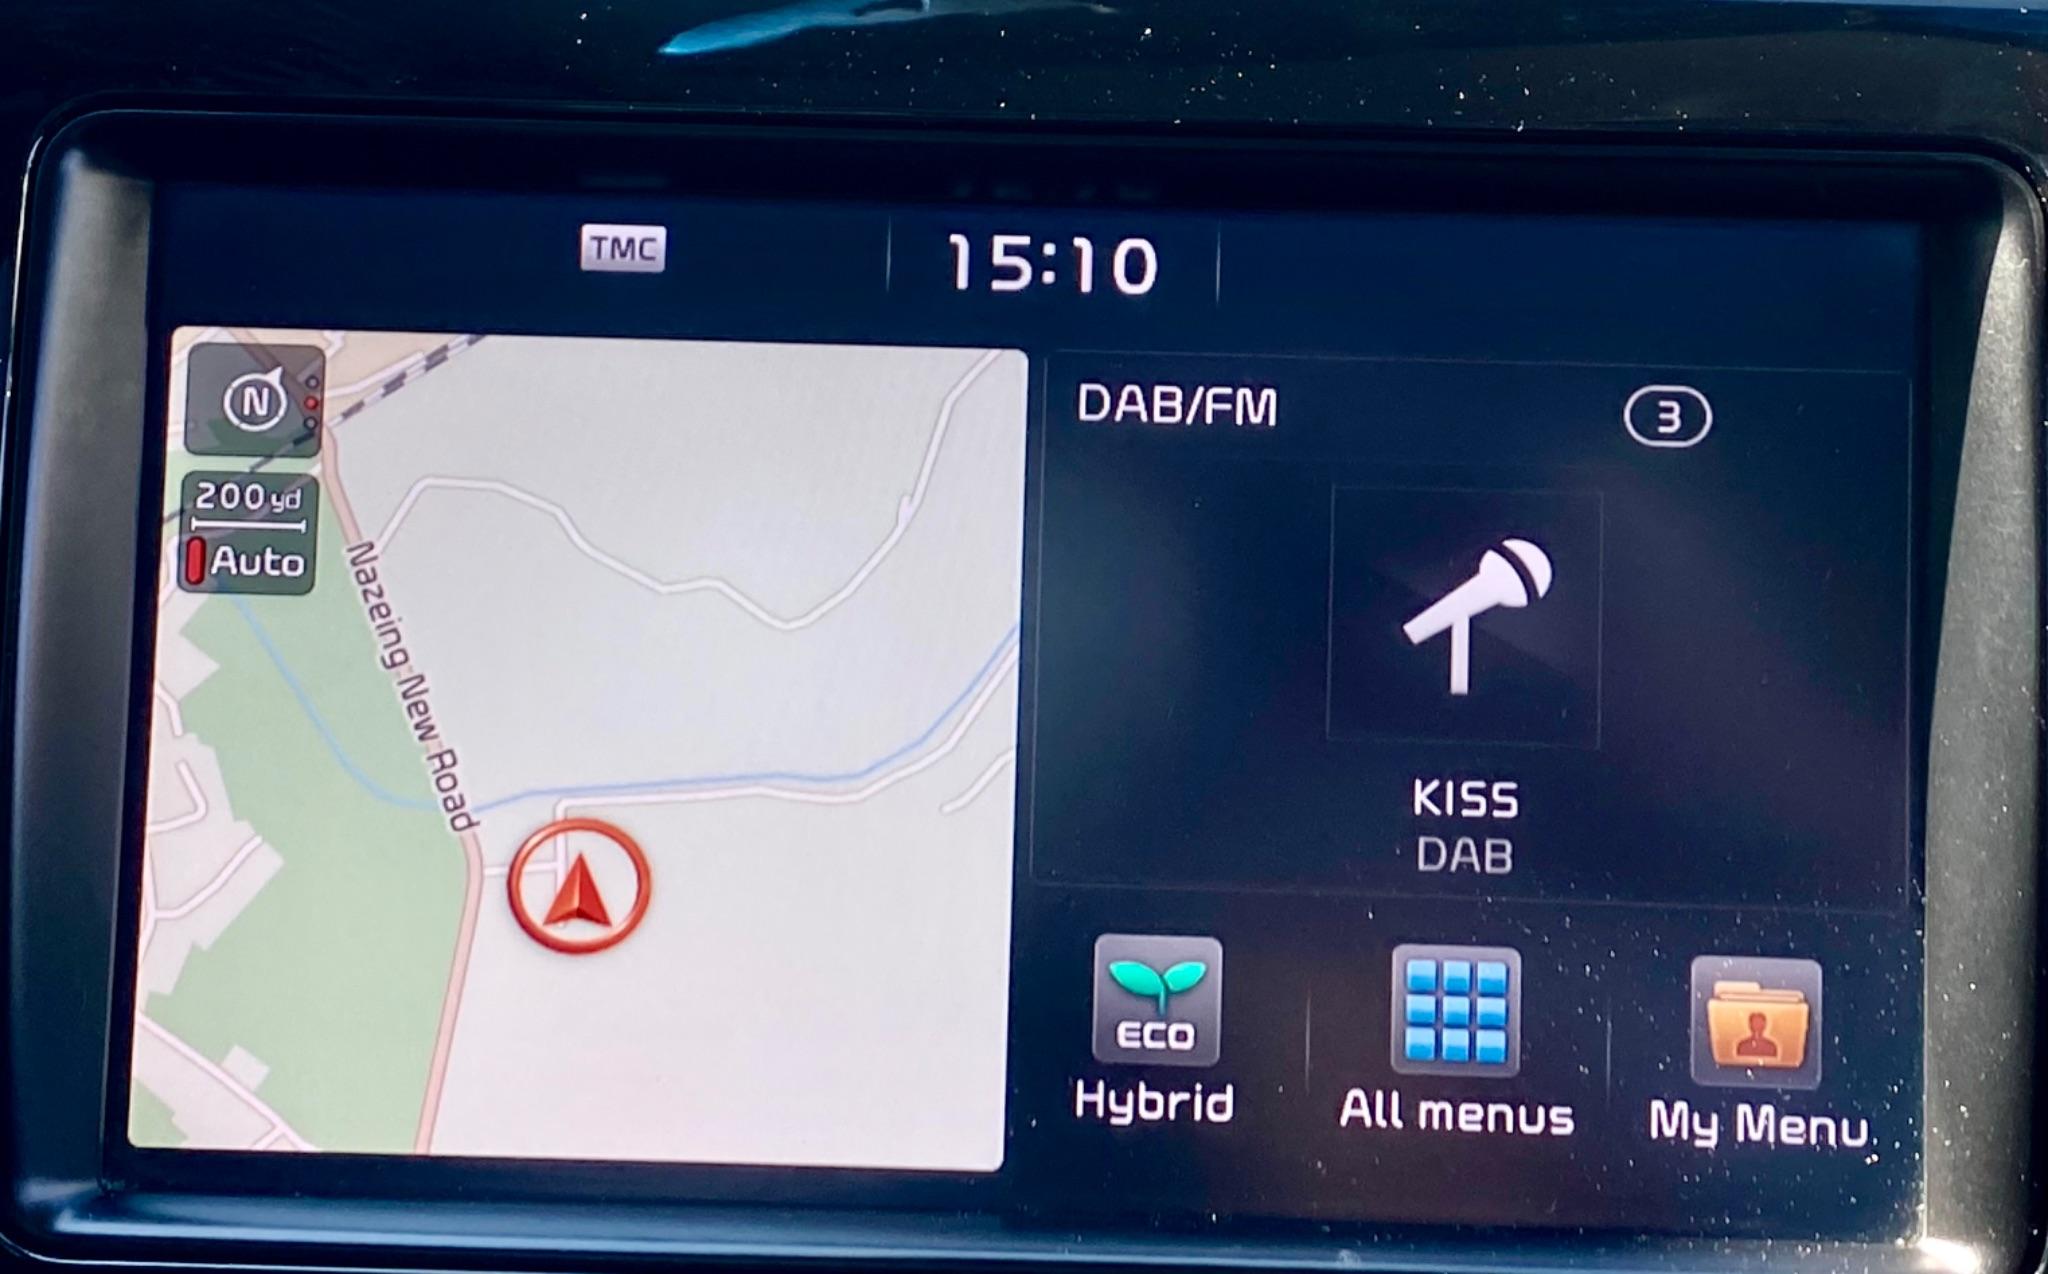 TMC
15:10
N
200yd
Auto
Nazeing New Road
DAB/FM
3
KISS
DAB
ECO
Hybrid
All menus
My Menu